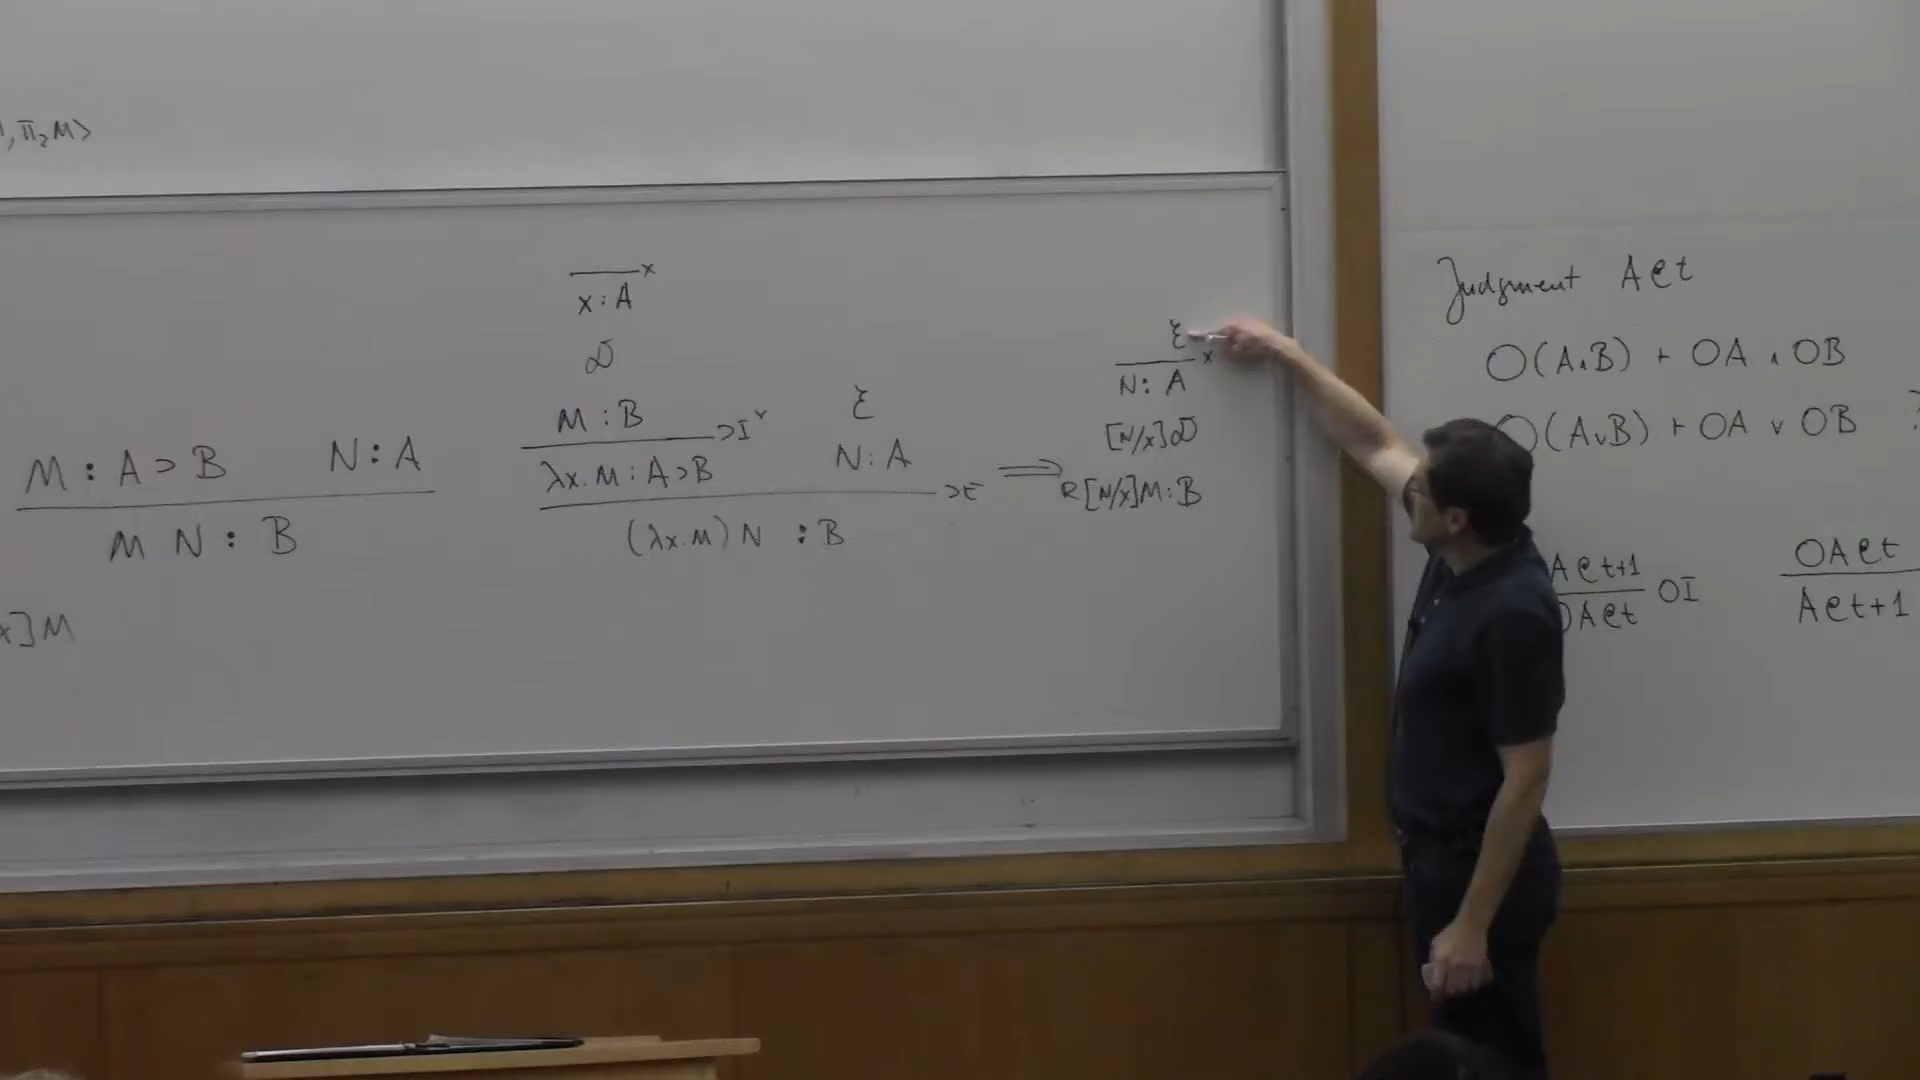 , π₂M⟩
x
x : A
𝒟
M : B
⊃I
λx. M : A ⊃ B
ℰ
N : A
⊃E
(λx. M) N : B
M : A ⊃ B N : A
M N : B
x]M
⟹R
ℰ
x
N : A
[N/x]𝒟
[N/x]M : B
Judgment A@t
○(A∧B) ⊢ ○A ∧ ○B
○(A∨B) ⊢ ○A ∨ ○B ?
A@t+1
○A@t
○I
○A@t
A@t+1